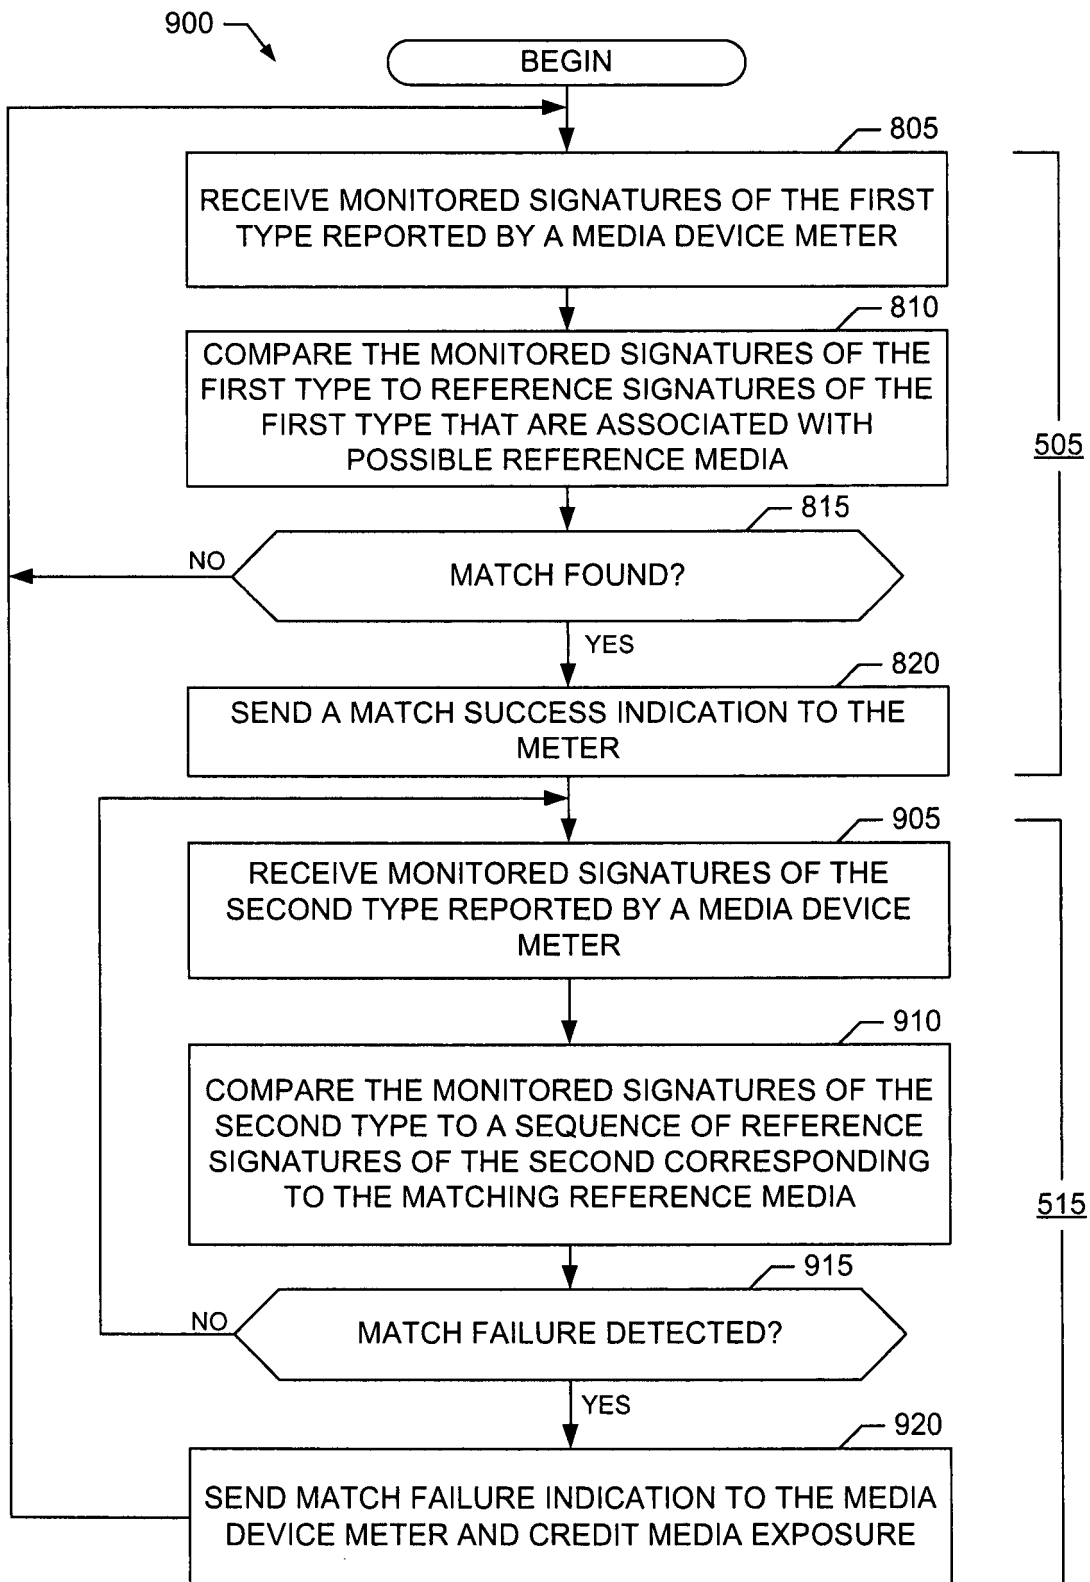 900
BEGIN
805
RECEIVE MONITORED SIGNATURES OF THE FIRST
TYPE REPORTED BY A MEDIA DEVICE METER
810
COMPARE THE MONITORED SIGNATURES OF THE
FIRST TYPE TO REFERENCE SIGNATURES OF THE
FIRST TYPE THAT ARE ASSOCIATED WITH
POSSIBLE REFERENCE MEDIA
505
815
NO
MATCH FOUND?
YES
820
SEND A MATCH SUCCESS INDICATION TO THE
METER
905
RECEIVE MONITORED SIGNATURES OF THE
SECOND TYPE REPORTED BY A MEDIA DEVICE
METER
910
COMPARE THE MONITORED SIGNATURES OF THE
SECOND TYPE TO A SEQUENCE OF REFERENCE
SIGNATURES OF THE SECOND CORRESPONDING
TO THE MATCHING REFERENCE MEDIA
515
915
NO
MATCH FAILURE DETECTED?
YES
920
SEND MATCH FAILURE INDICATION TO THE MEDIA
DEVICE METER AND CREDIT MEDIA EXPOSURE